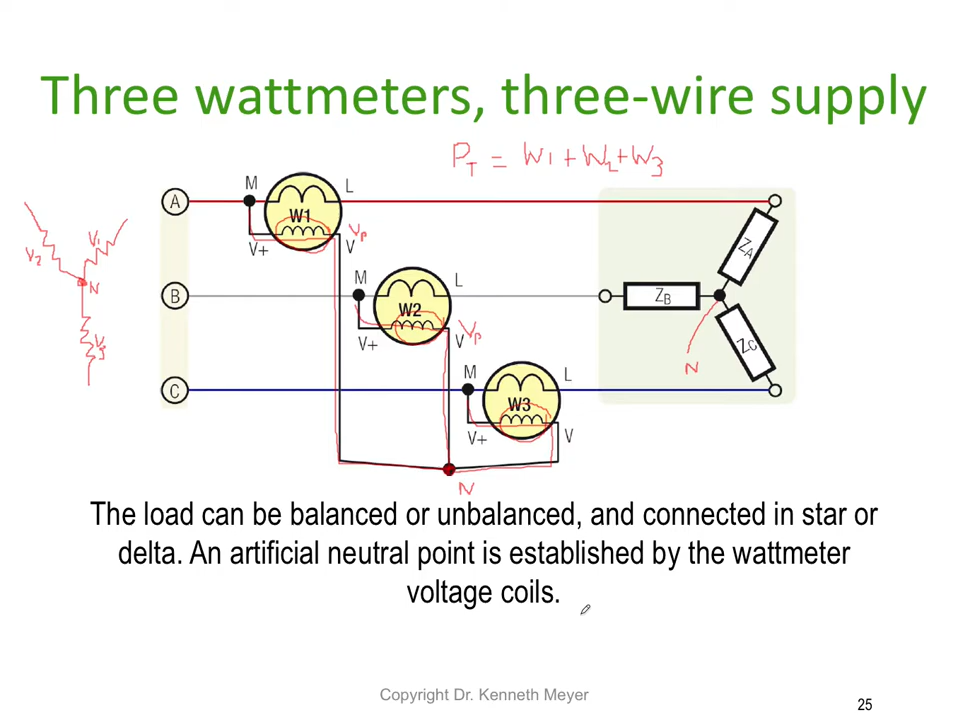 Three wattmeters, three-wire supply
P_T = W1 + W2 + W3
A
M
L
W1
V+
V
Vp
B
M
L
W2
V+
V
Vp
C
M
L
W3
V+
V
N
V2
V1
N
V3
ZA
ZB
ZC
N
The load can be balanced or unbalanced, and connected in star or
delta. An artificial neutral point is established by the wattmeter
voltage coils.
Copyright Dr. Kenneth Meyer
25